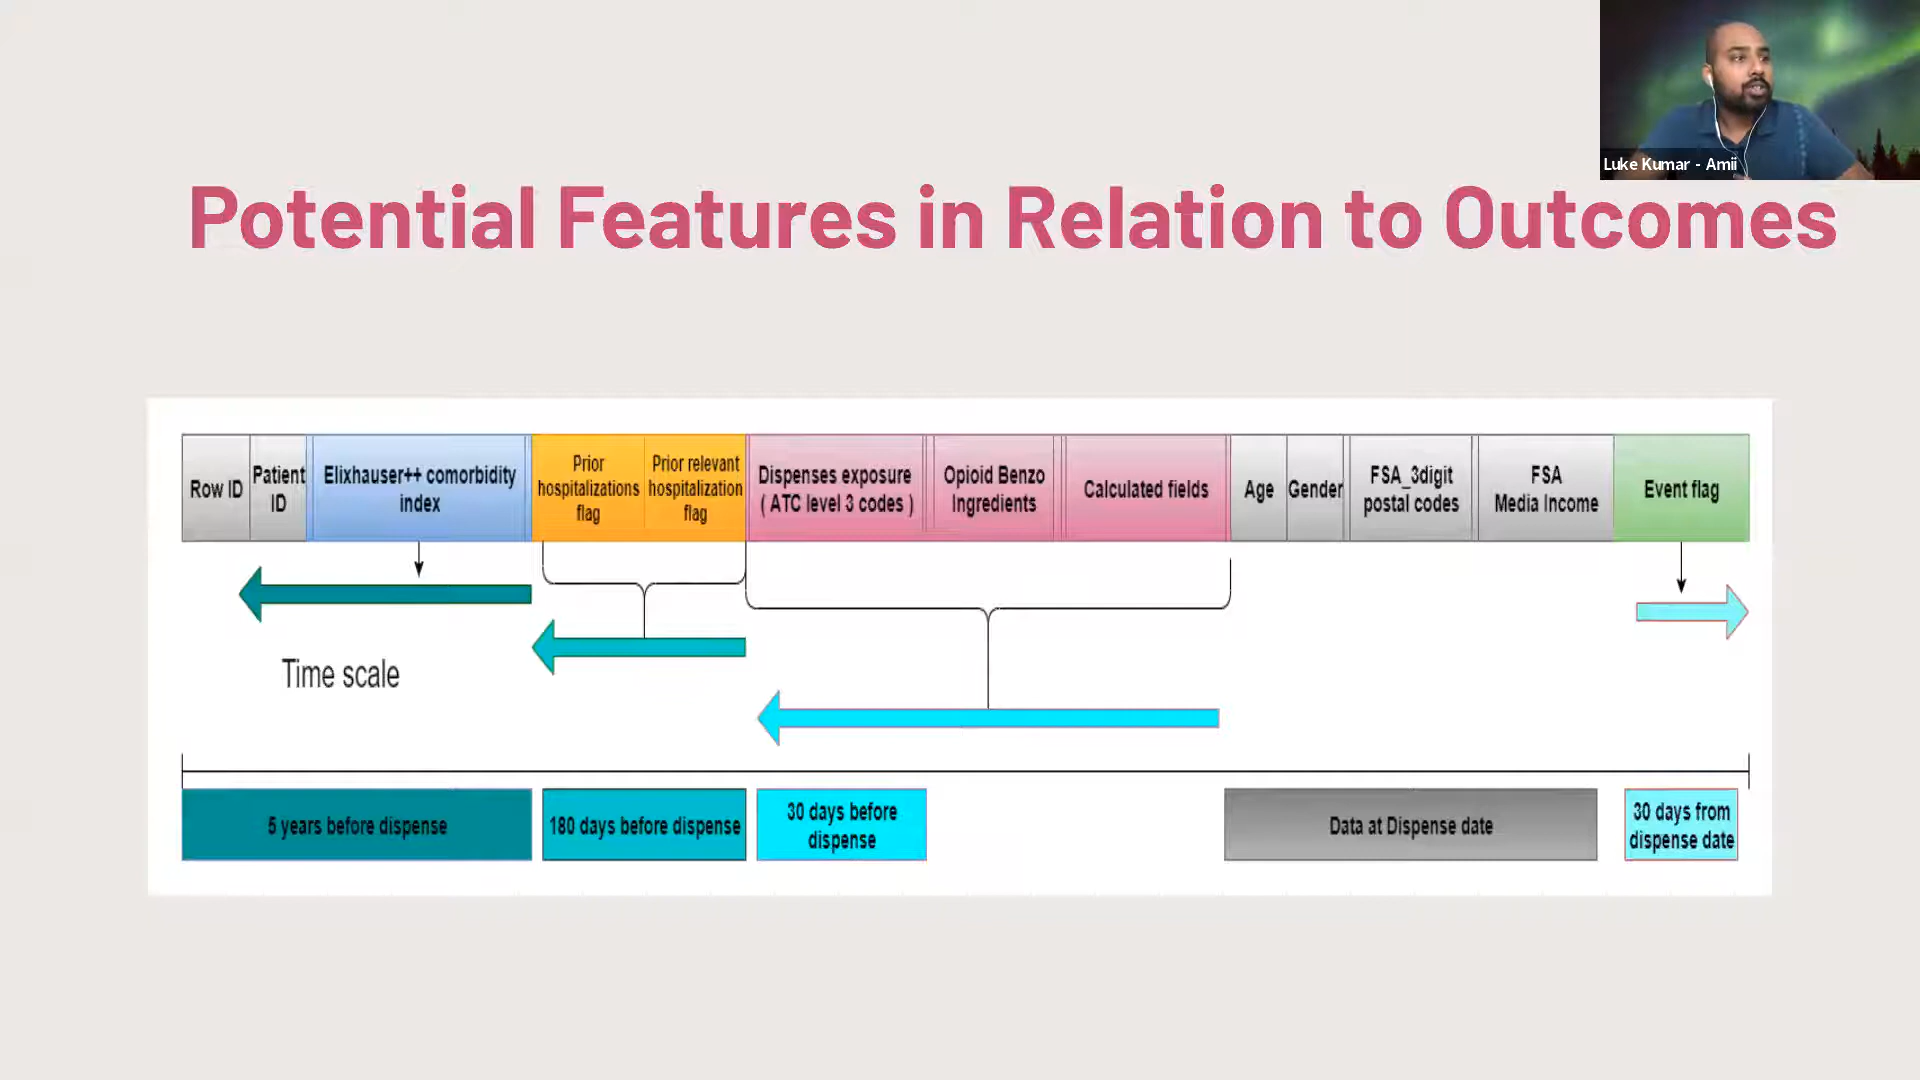 Luke Kumar - Amii
Potential Features in Relation to Outcomes
Row ID
Patient
ID
Elixhauser++ comorbidity
index
Prior
hospitalizations
flag
Prior relevant
hospitalization
flag
Dispenses exposure
( ATC level 3 codes )
Opioid Benzo
Ingredients
Calculated fields
Age
Gender
FSA_3digit
postal codes
FSA
Media Income
Event flag
Time scale
5 years before dispense
180 days before dispense
30 days before
dispense
Data at Dispense date
30 days from
dispense date